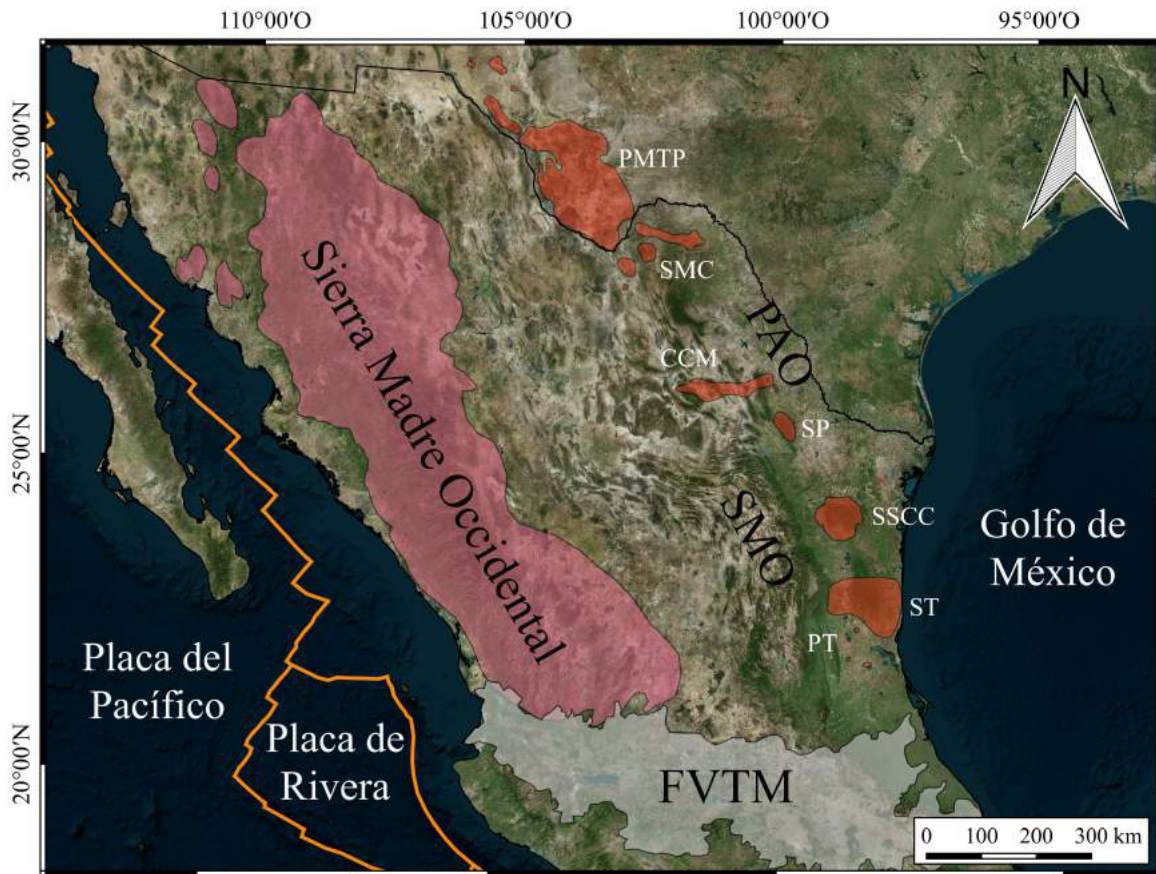 110°00'O 105°00'O 100°00'O 95°00'O
N
30°00'N
PMTP
SMC
Sierra Madre Occidental
PAO
CCM
SP
25°00'N
SMO
SSCC
Golfo de
México
ST
PT
Placa del
Pacífico
Placa de
Rivera
20°00'N
FVTM
0 100 200 300 km